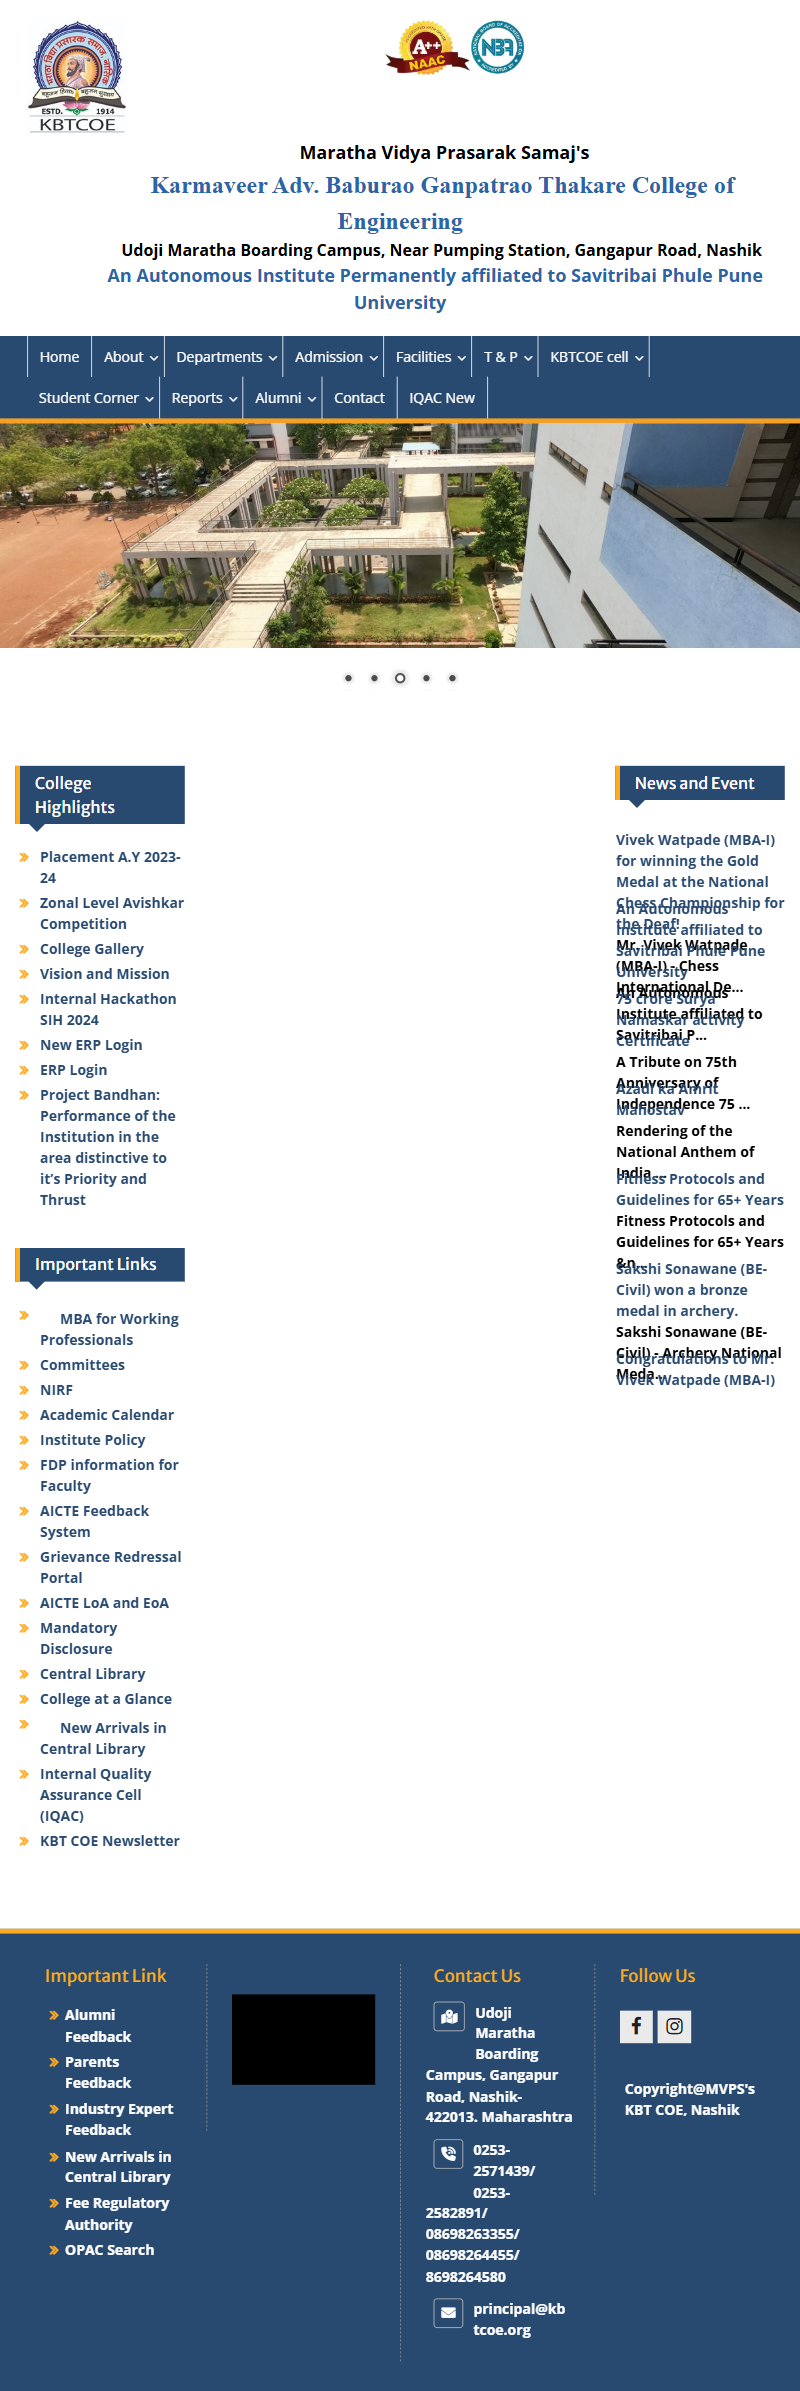 A++
NAAC
NBA
ESTD. 1914
KBTCOE
Maratha Vidya Prasarak Samaj's
Karmaveer Adv. Baburao Ganpatrao Thakare College of
Engineering
Udoji Maratha Boarding Campus, Near Pumping Station, Gangapur Road, Nashik
An Autonomous Institute Permanently affiliated to Savitribai Phule Pune
University
Home About Departments Admission Facilities T & P KBTCOE cell
Student Corner Reports Alumni Contact IQAC New
College
Highlights
Placement A.Y 2023-
24
Zonal Level Avishkar
Competition
College Gallery
Vision and Mission
Internal Hackathon
SIH 2024
New ERP Login
ERP Login
Project Bandhan:
Performance of the
Institution in the
area distinctive to
it's Priority and
Thrust
Important Links
MBA for Working
Professionals
Committees
NIRF
Academic Calendar
Institute Policy
FDP information for
Faculty
AICTE Feedback
System
Grievance Redressal
Portal
AICTE LoA and EoA
Mandatory
Disclosure
Central Library
College at a Glance
New Arrivals in
Central Library
Internal Quality
Assurance Cell
(IQAC)
KBT COE Newsletter
News and Event
Vivek Watpade (MBA-I)
for winning the Gold
Medal at the National
Chess Championship for
the Deaf!
An Autonomous
Institute affiliated to
Savitribai Phule Pune
University
Mr. Vivek Watpade
(MBA-I) - Chess
International De...
An Autonomous
Institute affiliated to
Savitribai P...
75 crore Surya
Namaskar activity
Certificate
A Tribute on 75th
Anniversary of
Independence 75 ...
Azadi ka Amrit
Mahostav
Rendering of the
National Anthem of
India ...
Fitness Protocols and
Guidelines for 65+ Years
Fitness Protocols and
Guidelines for 65+ Years
&n...
Sakshi Sonawane (BE-
Civil) won a bronze
medal in archery.
Sakshi Sonawane (BE-
Civil) - Archery National
Meda...
Congratulations to Mr.
Vivek Watpade (MBA-I)
Important Link
Alumni
Feedback
Parents
Feedback
Industry Expert
Feedback
New Arrivals in
Central Library
Fee Regulatory
Authority
OPAC Search
Contact Us
Udoji
Maratha
Boarding
Campus, Gangapur
Road, Nashik-
422013. Maharashtra
0253-
2571439/
0253-
2582891/
08698263355/
08698264455/
8698264580
principal@kb
tcoe.org
Follow Us
Copyright@MVPS's
KBT COE, Nashik